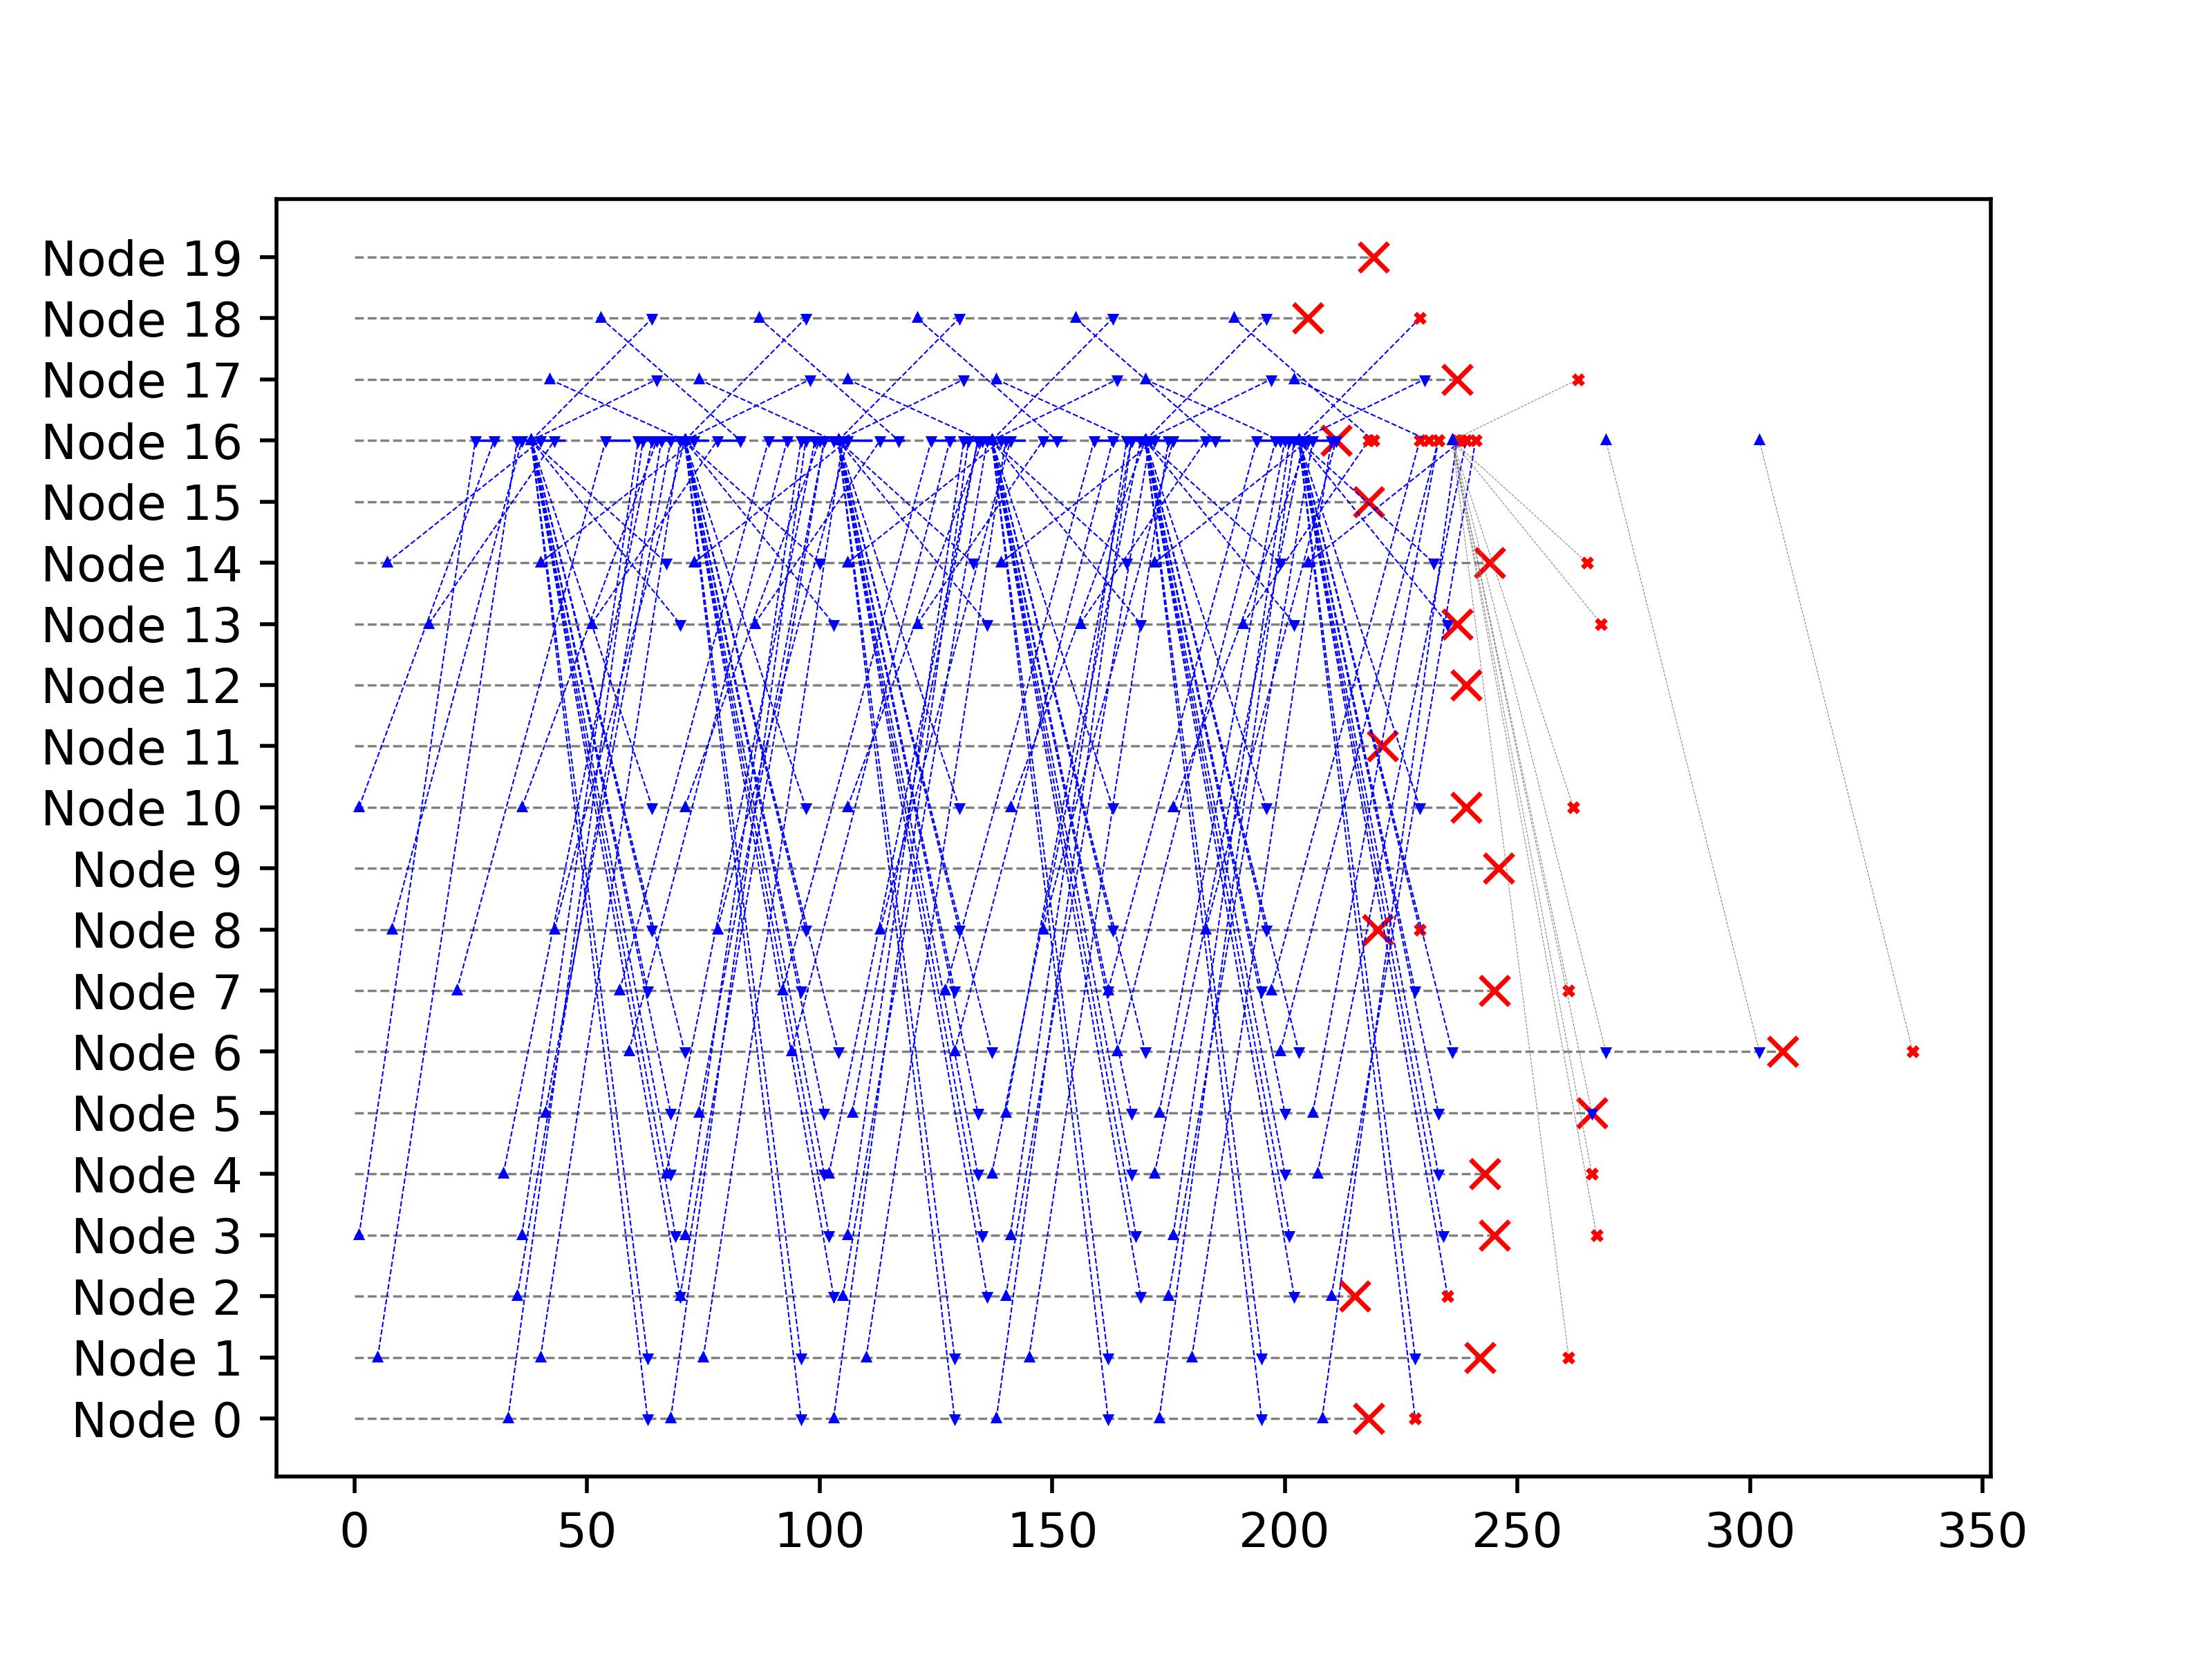 Node 19
Node 18
Node 17
Node 16
Node 15
Node 14
Node 13
Node 12
Node 11
Node 10
Node 9
Node 8
Node 7
Node 6
Node 5
Node 4
Node 3
Node 2
Node 1
Node 0
0 50 100 150 200 250 300 350